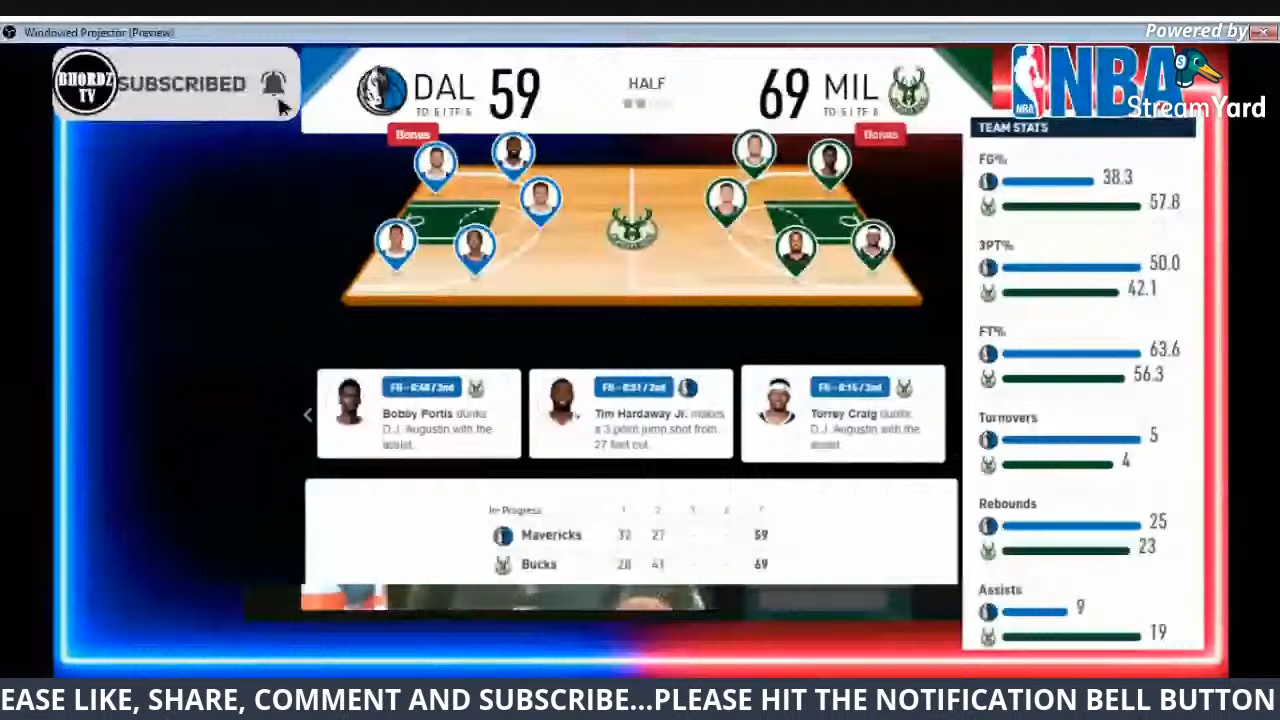 Windowed Projector (Preview)
Powered by
StreamYard
BHORDZ TV
SUBSCRIBED
DAL 59
HALF
69 MIL
NBA
NBA
Bonus
Bonus
TEAM STATS
FG%
38.3
57.8
3PT%
50.0
42.1
FT%
63.6
56.3
Turnovers
5
4
Rebounds
25
23
Assists
9
19
Bobby Portis dunks.
D.J. Augustin with the
assist.
Tim Hardaway Jr. makes
a 3 point jump shot from
27 feet out.
Torrey Craig dunks.
D.J. Augustin with the
assist.
In-Progress 1 2 3 4 T
Mavericks 32 27 - - 59
Bucks 28 41 - - 69
EASE LIKE, SHARE, COMMENT AND SUBSCRIBE...PLEASE HIT THE NOTIFICATION BELL BUTTON